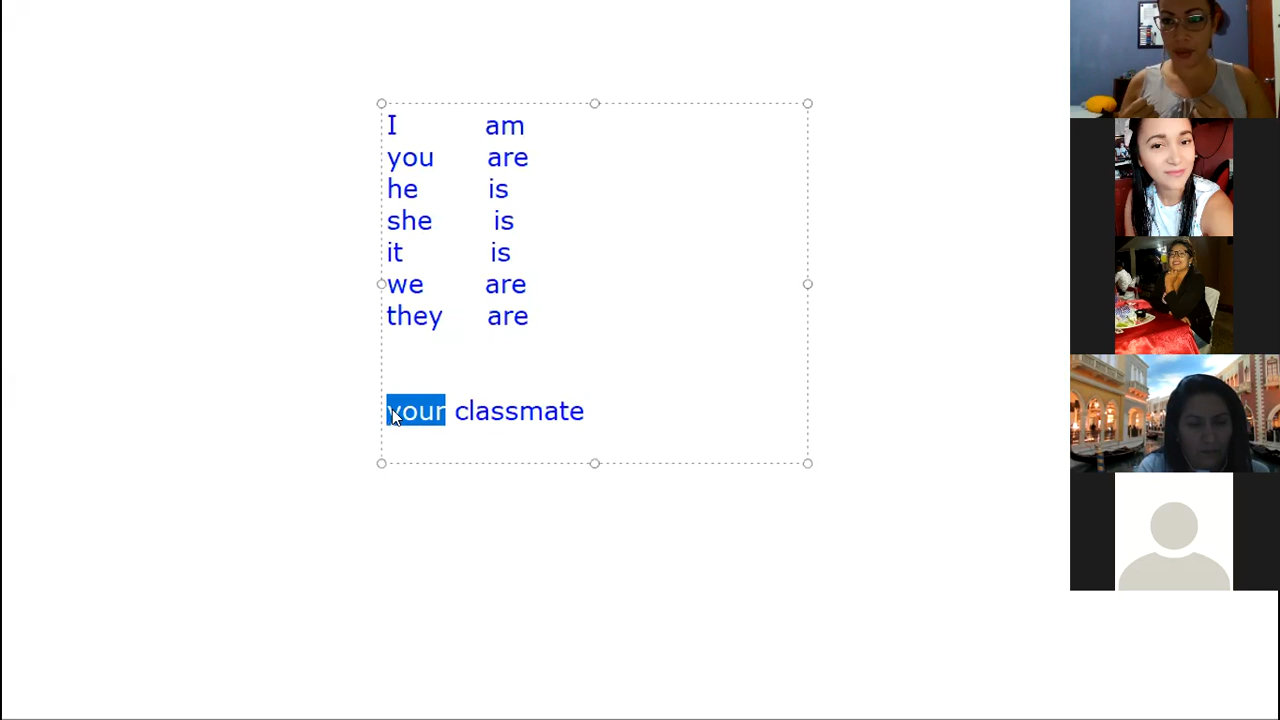 I am
you are
he is
she is
it is
we are
they are
your classmate